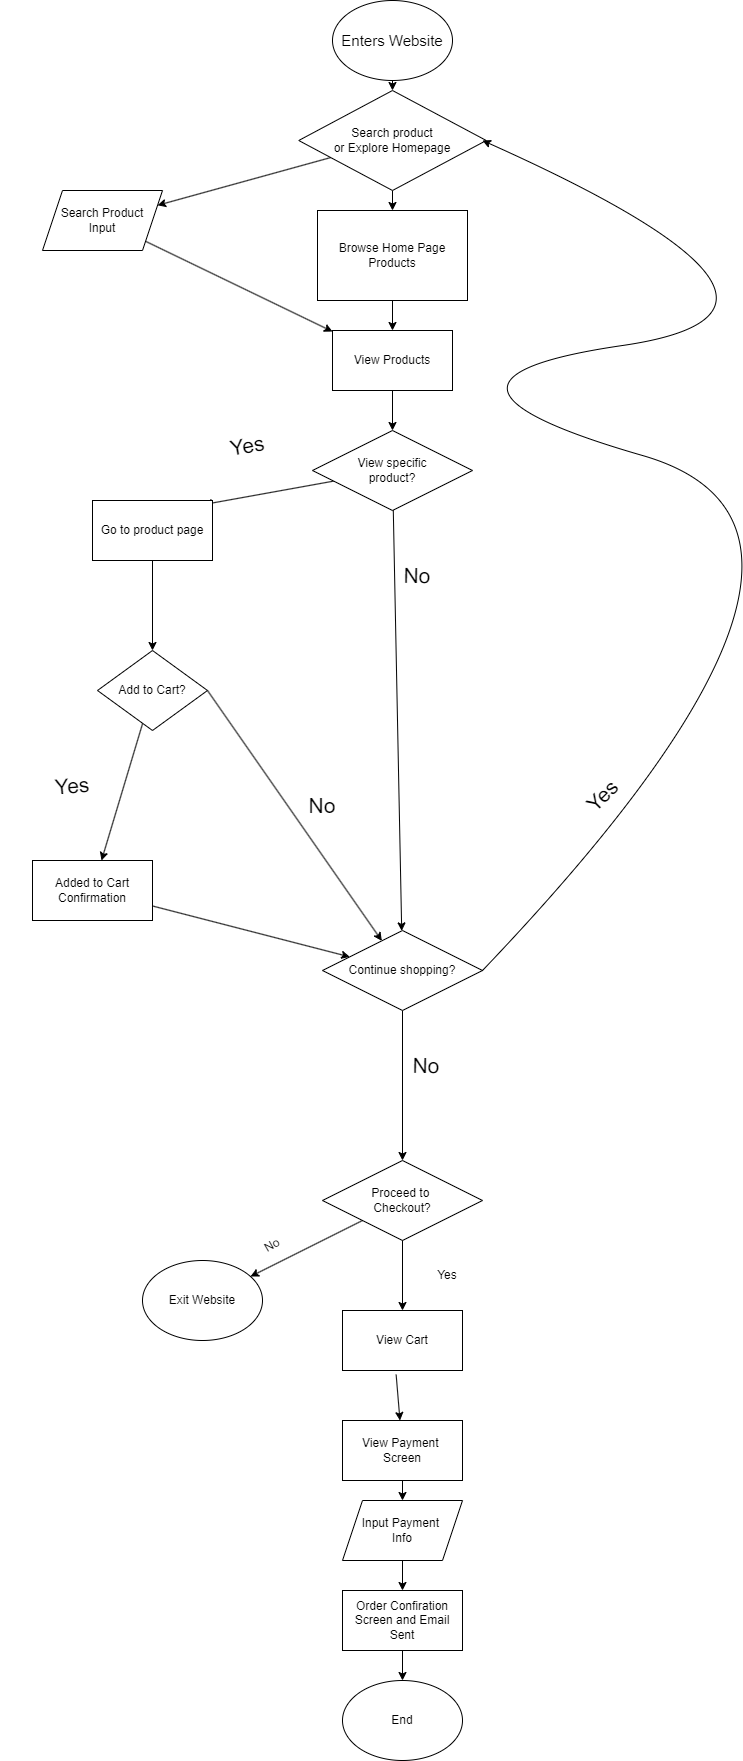 Enters Website
Search product
or Explore Homepage
Search Product
Input
Browse Home Page
Products
View Products
Yes
View specific
product?
Go to product page
No
Add to Cart?
Yes
No
Yes
Added to Cart
Confirmation
Continue shopping?
No
Proceed to
Checkout?
No
Yes
Exit Website
View Cart
View Payment
Screen
Input Payment
Info
Order Confiration
Screen and Email
Sent
End